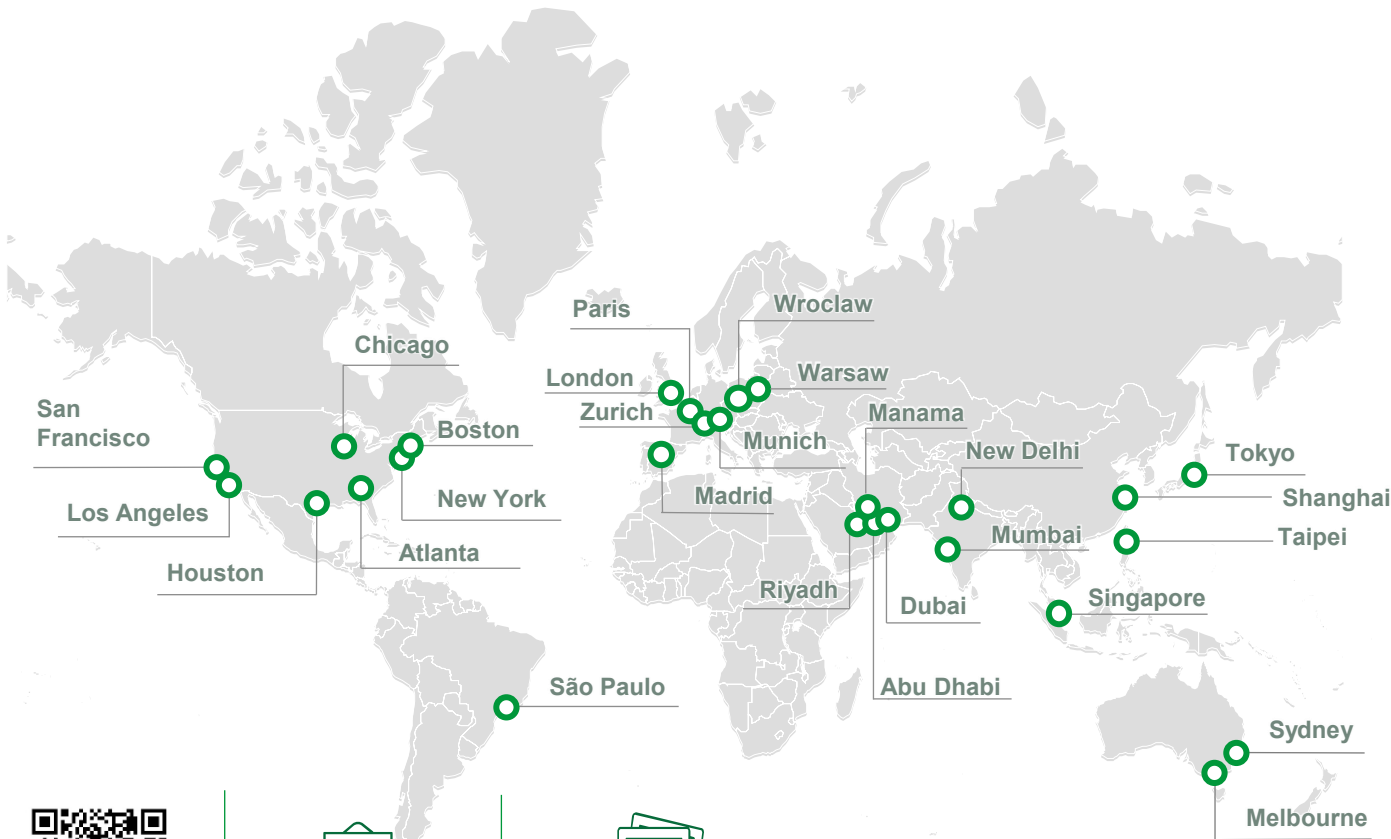 Paris
Wroclaw
Chicago
London
Warsaw
San
Francisco
Zurich
Manama
Boston
Munich
New Delhi
Tokyo
Los Angeles
New York
Madrid
Shanghai
Atlanta
Mumbai
Taipei
Houston
Riyadh
Dubai
Singapore
São Paulo
Abu Dhabi
Sydney
Melbourne